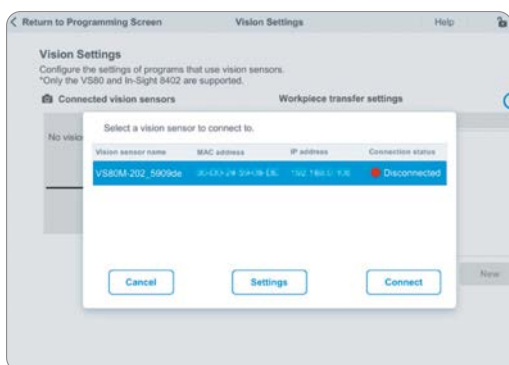 Return to Programming Screen Vision Settings Help
Vision Settings
Configure the settings of programs that use vision sensors.
*Only the VS80 and In-Sight 8402 are supported.
Connected vision sensors Workpiece transfer settings
No visio
Select a vision sensor to connect to.
Vision sensor name MAC address IP address Connection status
VS80M-202_5909de Disconnected
Cancel Settings Connect New